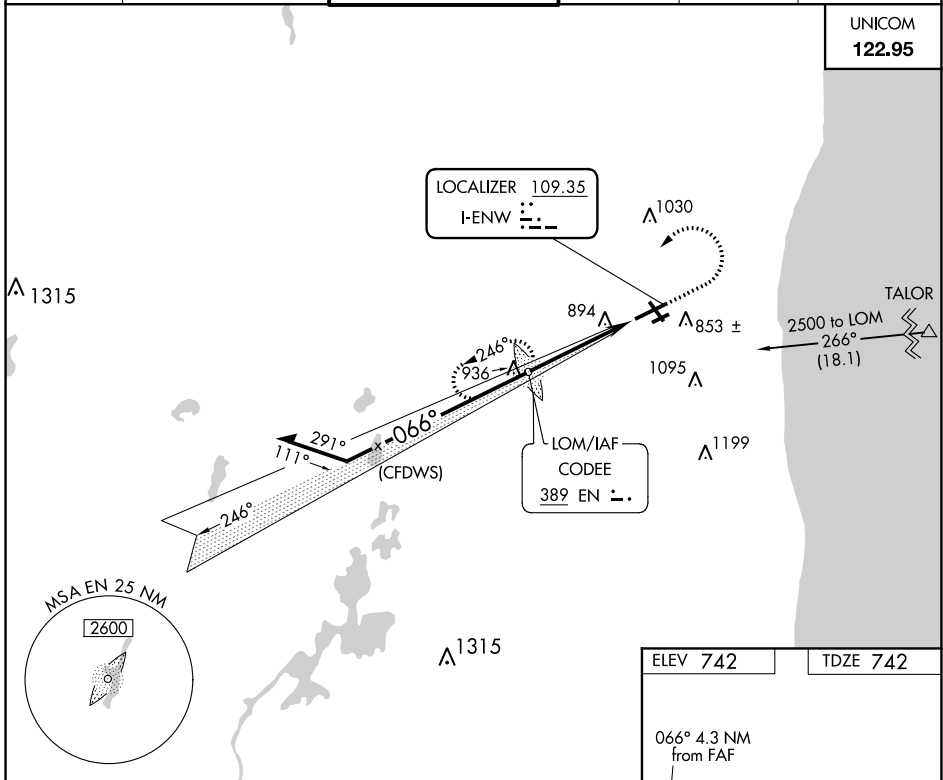 UNICOM
122.95
LOCALIZER 109.35
I-ENW
1030
1315
894
853 ±
TALOR
2500 to LOM
266°
(18.1)
246°
936
1095
066°
291°
111°
(CFDWS)
LOM/IAF
CODEE
389 EN
1199
246°
MSA EN 25 NM
2600
1315
ELEV 742
TDZE 742
066° 4.3 NM
from FAF